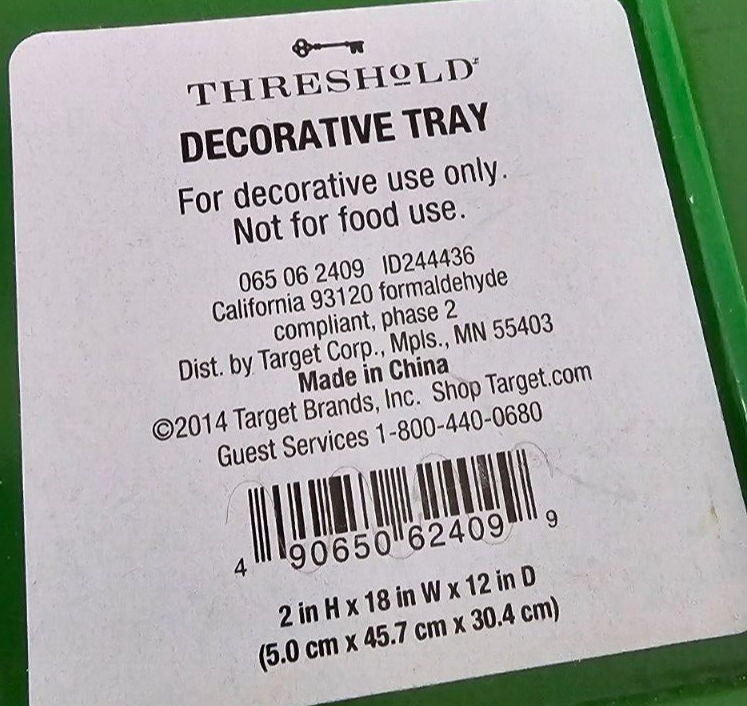 THRESHOLD
DECORATIVE TRAY
For decorative use only.
Not for food use.
065 06 2409 ID244436
California 93120 formaldehyde
compliant, phase 2
Dist. by Target Corp., Mpls., MN 55403
Made in China
©2014 Target Brands, Inc. Shop Target.com
Guest Services 1-800-440-0680
4 90650 62409 9
2 in H x 18 in W x 12 in D
(5.0 cm x 45.7 cm x 30.4 cm)